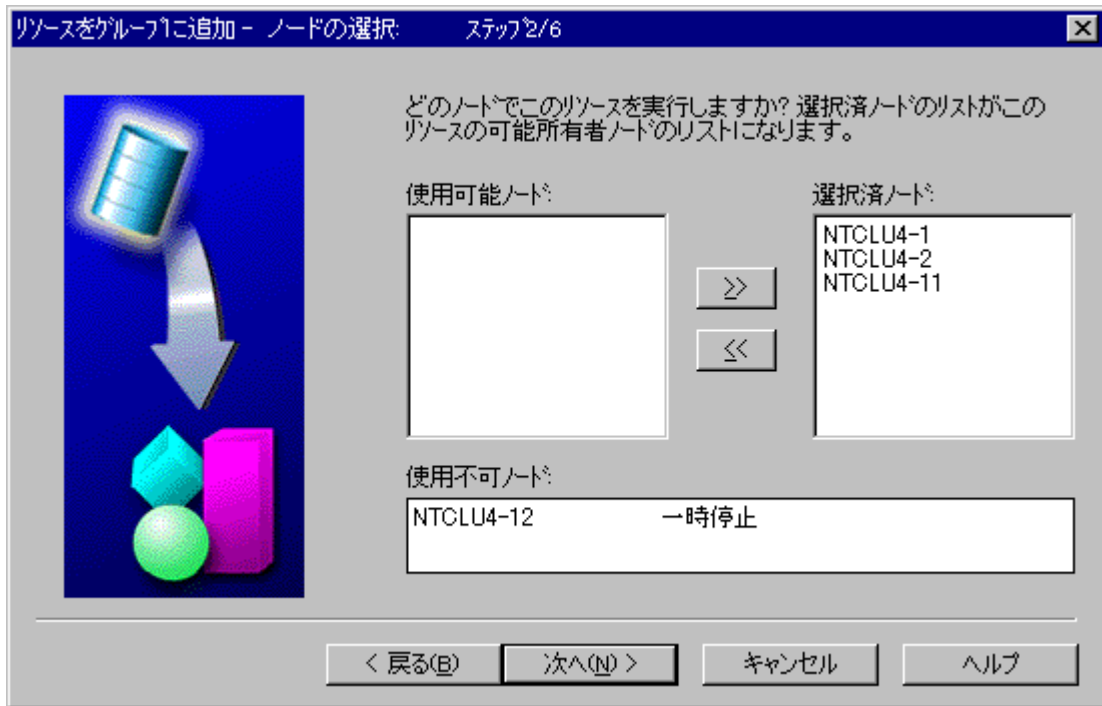 リソースをグループに追加 - ノードの選択: ステップ2/6
どのノードでこのリソースを実行しますか? 選択済ノードのリストがこの
リソースの可能所有者ノードのリストになります。
使用可能ノード:
選択済ノード:
NTCLU4-1
NTCLU4-2
NTCLU4-11
>>
<<
使用不可ノード:
NTCLU4-12 一時停止
< 戻る(B)
次へ(N) >
キャンセル
ヘルプ